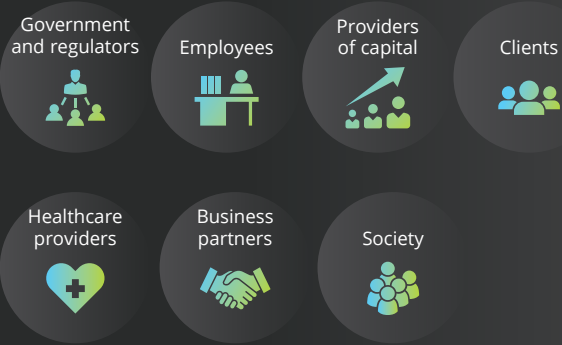 Government
and regulators
Employees
Providers
of capital
Clients
Healthcare
providers
Business
partners
Society